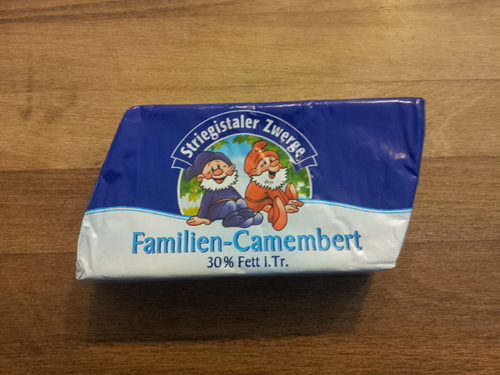 Striegistaler Zwerge
Familien-Camembert
30% Fett i.Tr.